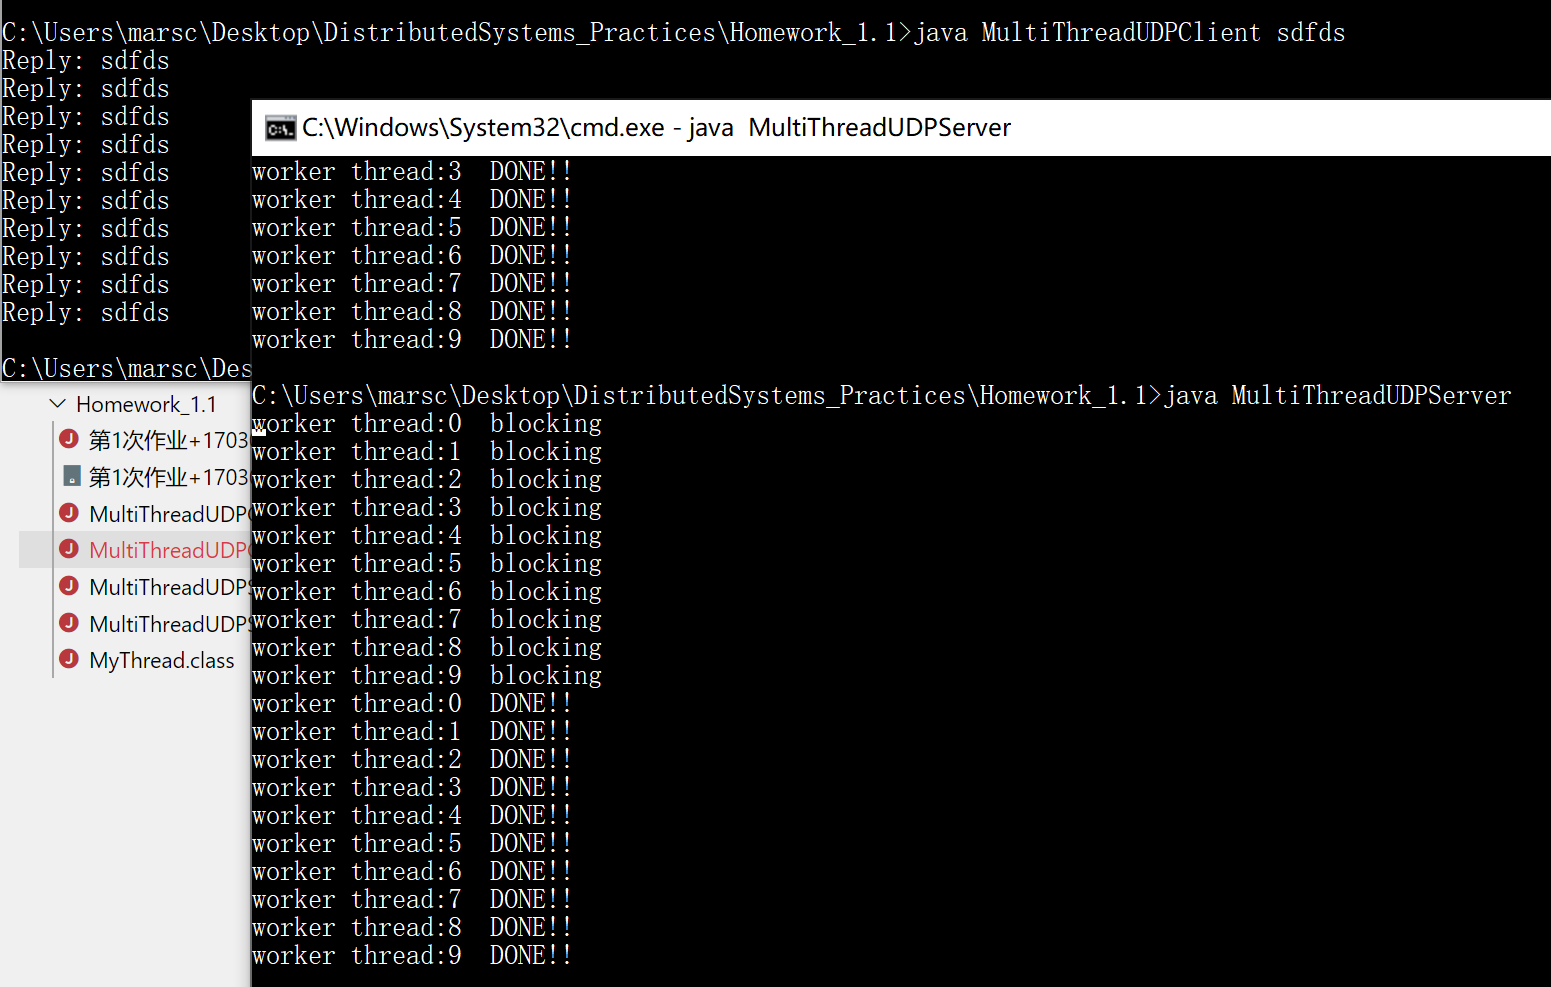 C:\Users\marsc\Desktop\DistributedSystems_Practices\Homework_1.1>java MultiThreadUDPClient sdfds
Reply: sdfds
Reply: sdfds
Reply: sdfds
Reply: sdfds
Reply: sdfds
Reply: sdfds
Reply: sdfds
Reply: sdfds
Reply: sdfds
Reply: sdfds
C:\Users\marsc\Des
Homework_1.1
第1次作业+1703
第1次作业+1703
MultiThreadUDP
MultiThreadUDP
MultiThreadUDP
MultiThreadUDP
MyThread.class
C:\Windows\System32\cmd.exe - java  MultiThreadUDPServer
worker thread:3  DONE!!
worker thread:4  DONE!!
worker thread:5  DONE!!
worker thread:6  DONE!!
worker thread:7  DONE!!
worker thread:8  DONE!!
worker thread:9  DONE!!
C:\Users\marsc\Desktop\DistributedSystems_Practices\Homework_1.1>java MultiThreadUDPServer
worker thread:0  blocking
worker thread:1  blocking
worker thread:2  blocking
worker thread:3  blocking
worker thread:4  blocking
worker thread:5  blocking
worker thread:6  blocking
worker thread:7  blocking
worker thread:8  blocking
worker thread:9  blocking
worker thread:0  DONE!!
worker thread:1  DONE!!
worker thread:2  DONE!!
worker thread:3  DONE!!
worker thread:4  DONE!!
worker thread:5  DONE!!
worker thread:6  DONE!!
worker thread:7  DONE!!
worker thread:8  DONE!!
worker thread:9  DONE!!